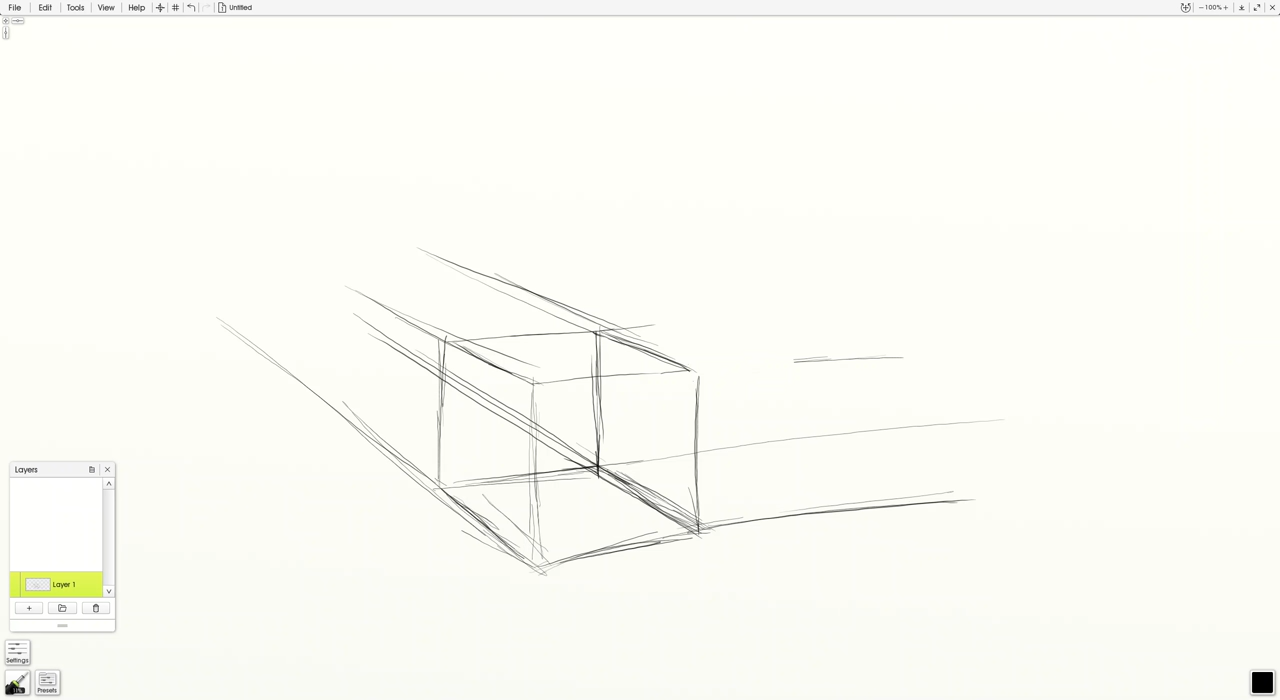 File Edit Tools View Help Untitled −100%+
Layers
Layer 1
Settings
Presets